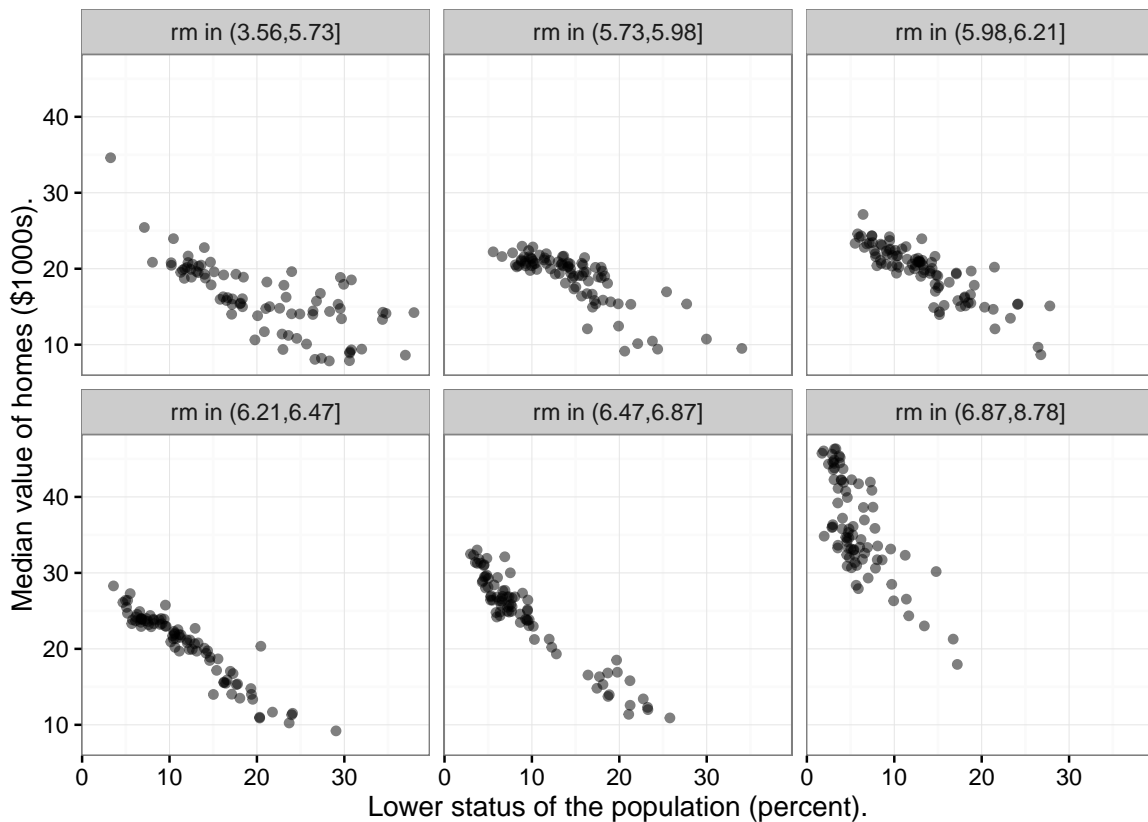 rm in (3.56,5.73] rm in (5.73,5.98] rm in (5.98,6.21]
40
30
20
10
rm in (6.21,6.47] rm in (6.47,6.87] rm in (6.87,8.78]
40
30
20
10
0 10 20 30 0 10 20 30 0 10 20 30
Lower status of the population (percent).
Median value of homes ($1000s).